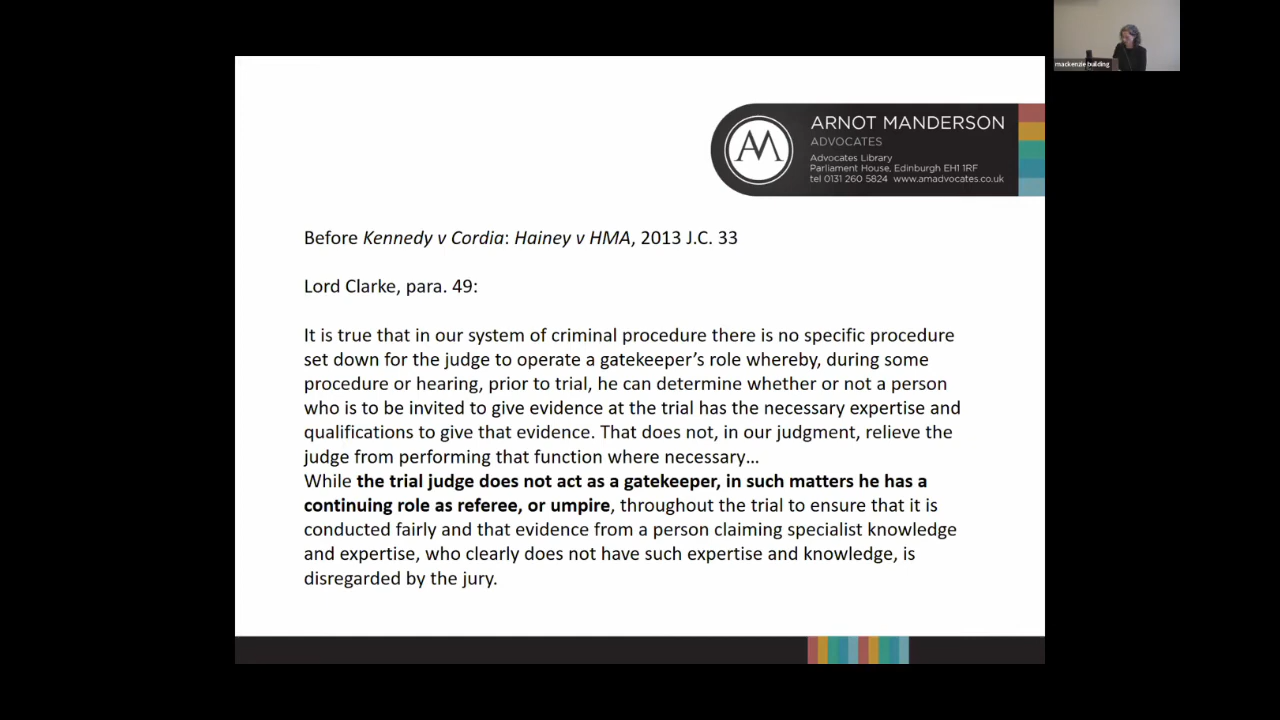 mackenzie building
AM
ARNOT MANDERSON
ADVOCATES
Advocates Library
Parliament House, Edinburgh EH1 1RF
tel 0131 260 5824 www.amadvocates.co.uk
Before Kennedy v Cordia: Hainey v HMA, 2013 J.C. 33
Lord Clarke, para. 49:
It is true that in our system of criminal procedure there is no specific procedure
set down for the judge to operate a gatekeeper’s role whereby, during some
procedure or hearing, prior to trial, he can determine whether or not a person
who is to be invited to give evidence at the trial has the necessary expertise and
qualifications to give that evidence. That does not, in our judgment, relieve the
judge from performing that function where necessary…
While the trial judge does not act as a gatekeeper, in such matters he has a
continuing role as referee, or umpire, throughout the trial to ensure that it is
conducted fairly and that evidence from a person claiming specialist knowledge
and expertise, who clearly does not have such expertise and knowledge, is
disregarded by the jury.